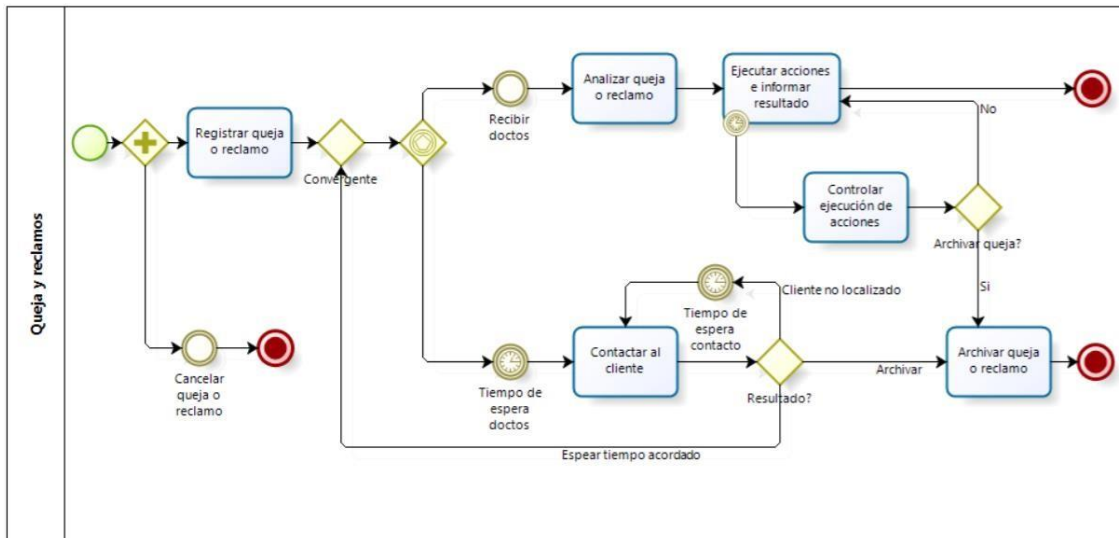 Queja y reclamos
Registrar queja
o reclamo
Convergente
Recibir
doctos
Analizar queja
o reclamo
Ejecutar acciones
e informar
resultado
No
Controlar
ejecución de
acciones
Archivar queja?
Si
Cancelar
queja o
reclamo
Tiempo de
espera
doctos
Contactar al
cliente
Tiempo de
espera
contacto
Cliente no localizado
Resultado?
Archivar
Archivar queja
o reclamo
Espear tiempo acordado